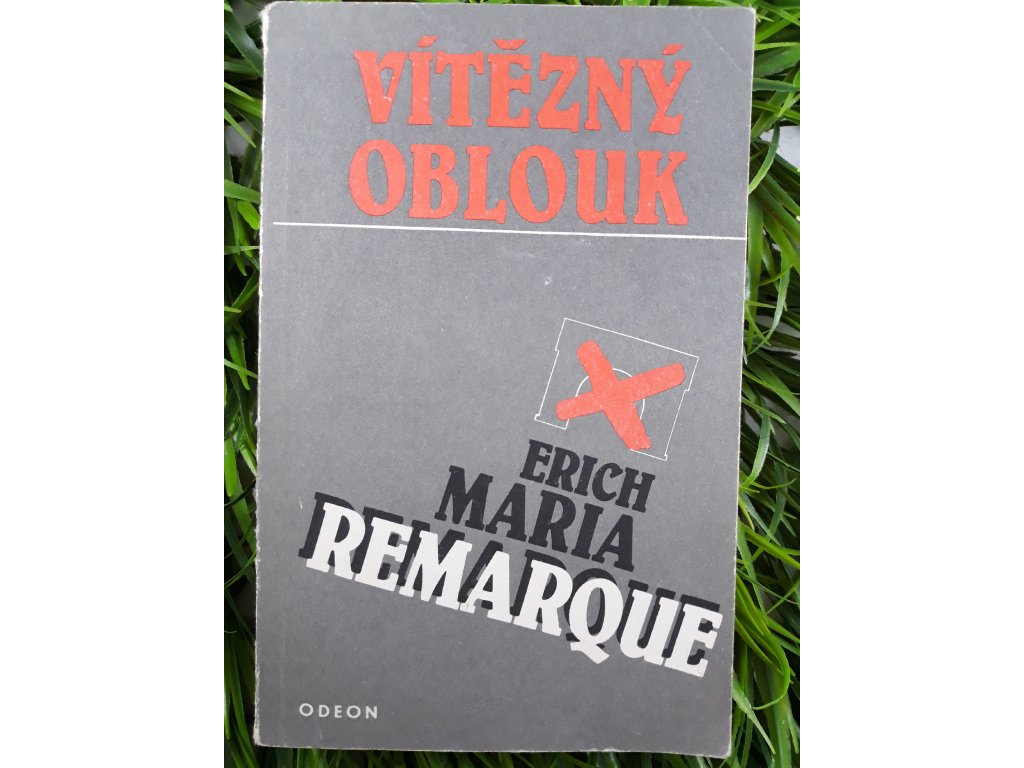 VÍTĚZNÝ
OBLOUK
ERICH
MARIA
REMARQUE
ODEON